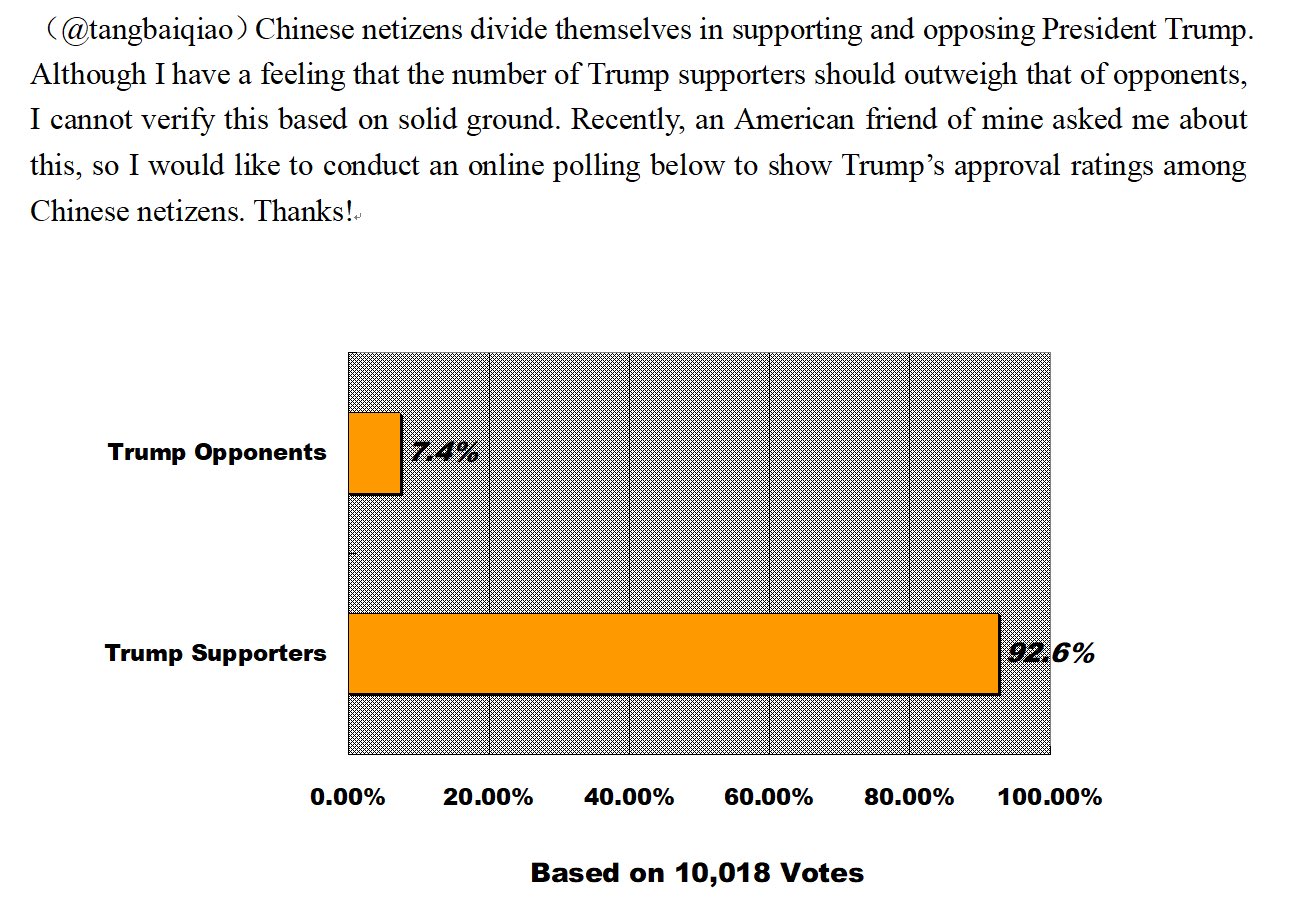 （@tangbaiqiao）Chinese netizens divide themselves in supporting and opposing President Trump.
Although I have a feeling that the number of Trump supporters should outweigh that of opponents,
I cannot verify this based on solid ground. Recently, an American friend of mine asked me about
this, so I would like to conduct an online polling below to show Trump’s approval ratings among
Chinese netizens. Thanks!
Trump Opponents 7.4%
Trump Supporters 92.6%
0.00% 20.00% 40.00% 60.00% 80.00% 100.00%
Based on 10,018 Votes